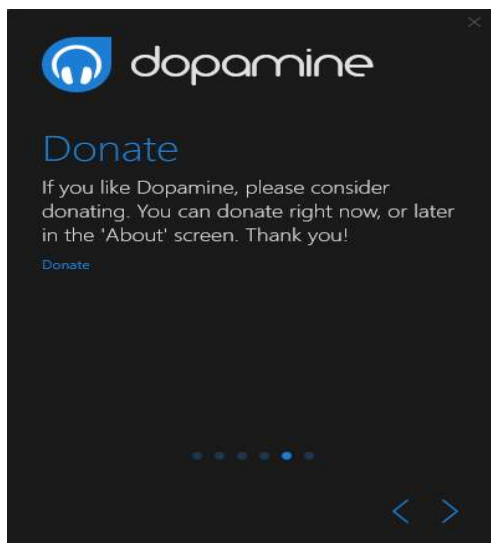 dopamine
Donate
If you like Dopamine, please consider
donating. You can donate right now, or later
in the 'About' screen. Thank you!
Donate